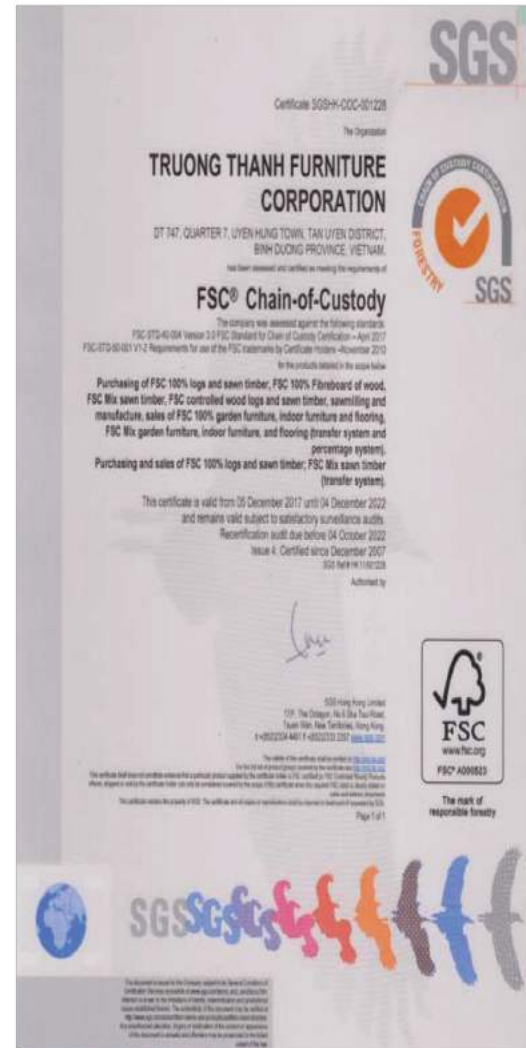 SGS
Certificate SGSHK-COC-001228
The Organization
TRUONG THANH FURNITURE
CORPORATION
DT 747, QUARTER 7, UYEN HUNG TOWN, TAN UYEN DISTRICT,
BINH DUONG PROVINCE, VIETNAM.
has been assessed and certified as meeting the requirements of
FSC® Chain-of-Custody
The company was assessed against the following standards:
FSC-STD-40-004 Version 3.0 FSC Standard for Chain of Custody Certification – April 2017
FSC-STD-50-001 V1-2 Requirements for use of the FSC trademarks by Certificate Holders –November 2010
for the products detailed in the scope below
Purchasing of FSC 100% logs and sawn timber, FSC 100% Fibreboard of wood,
FSC Mix sawn timber, FSC controlled wood logs and sawn timber, sawmilling and
manufacture, sales of FSC 100% garden furniture, indoor furniture and flooring,
FSC Mix garden furniture, indoor furniture, and flooring (transfer system and
percentage system).
Purchasing and sales of FSC 100% logs and sawn timber; FSC Mix sawn timber
(transfer system).
This certificate is valid from 05 December 2017 until 04 December 2022
and remains valid subject to satisfactory surveillance audits.
Recertification audit due before 04 October 2022
Issue 4. Certified since December 2007
Authorised by
SGS Hong Kong Limited
Page 1 of 1
CHAIN OF CUSTODY CERTIFICATION
FORESTRY
SGS
®
FSC
www.fsc.org
FSC® A000523
The mark of
responsible forestry
SGS